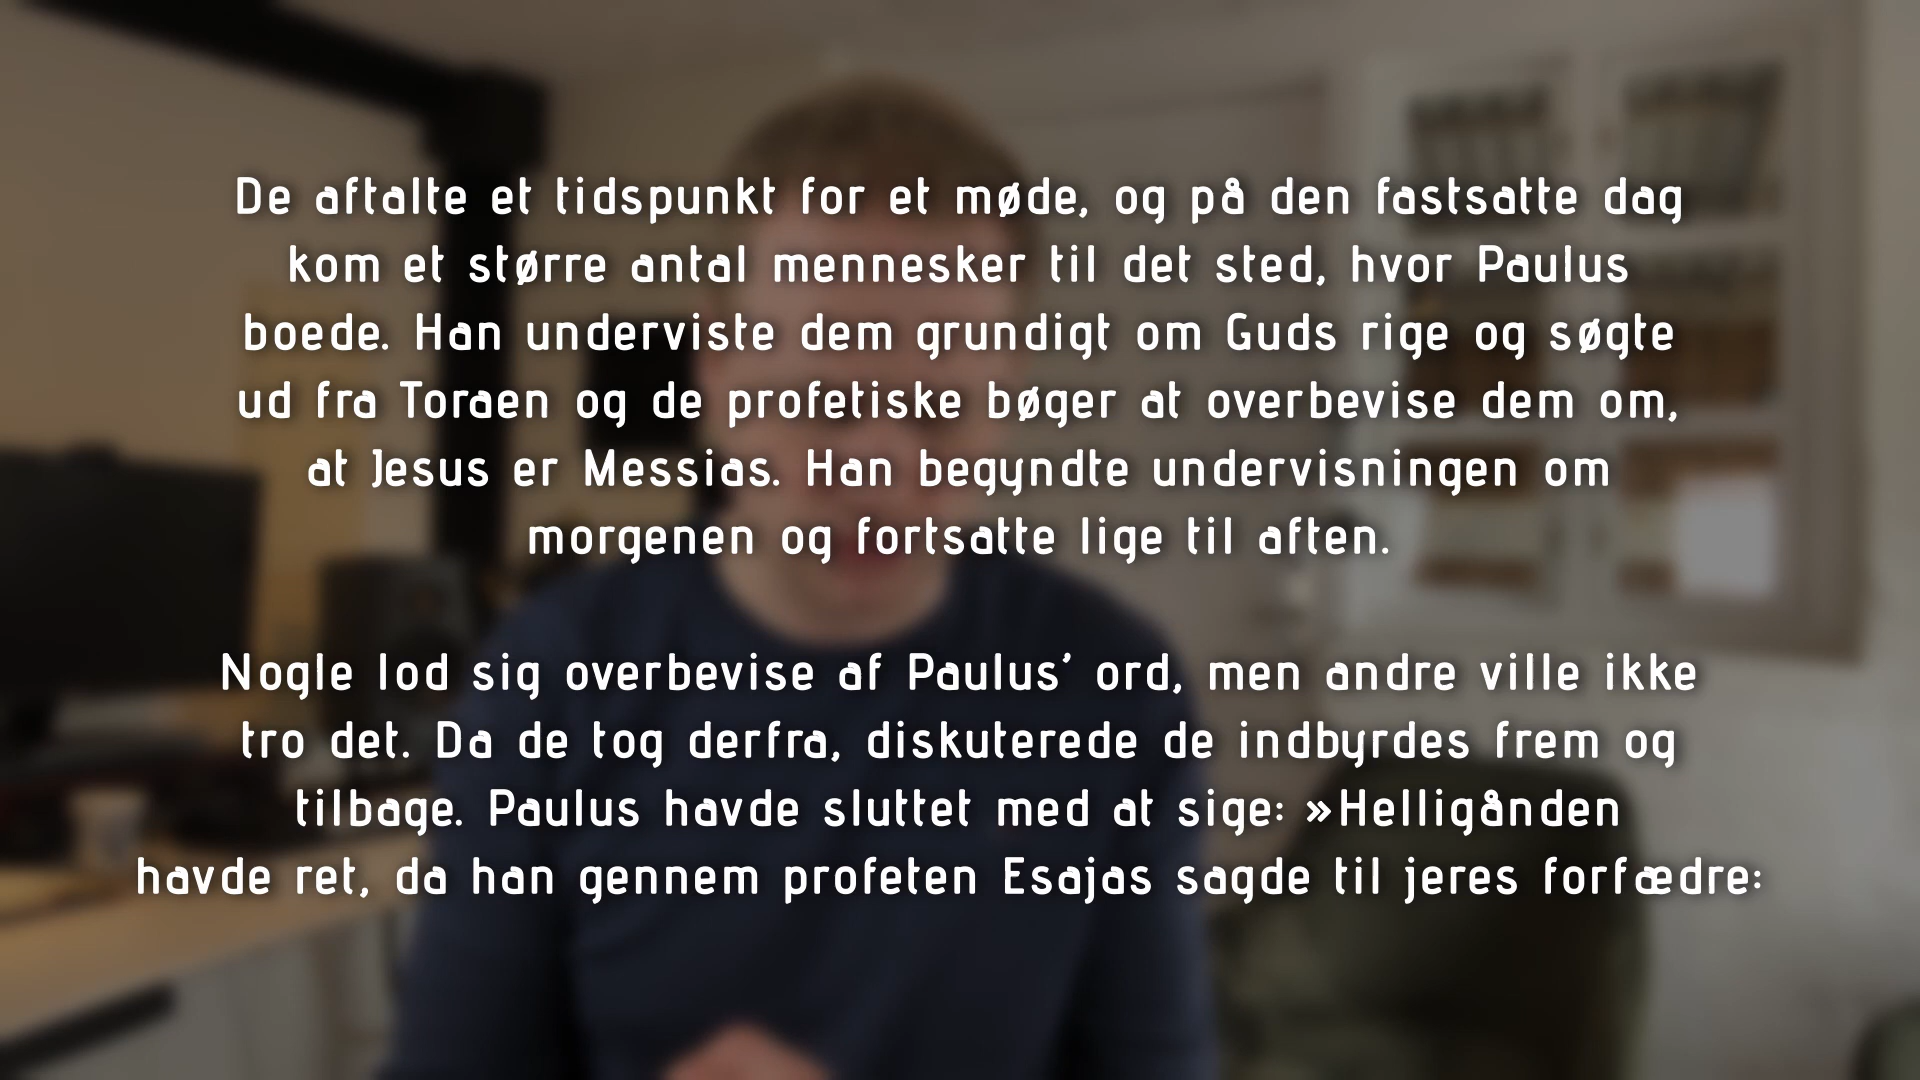 De aftalte et tidspunkt for et møde, og på den fastsatte dag
kom et større antal mennesker til det sted, hvor Paulus
boede. Han underviste dem grundigt om Guds rige og søgte
ud fra Toraen og de profetiske bøger at overbevise dem om,
at Jesus er Messias. Han begyndte undervisningen om
morgenen og fortsatte lige til aften.
Nogle lod sig overbevise af Paulus’ ord, men andre ville ikke
tro det. Da de tog derfra, diskuterede de indbyrdes frem og
tilbage. Paulus havde sluttet med at sige: »Helligånden
havde ret, da han gennem profeten Esajas sagde til jeres forfædre: